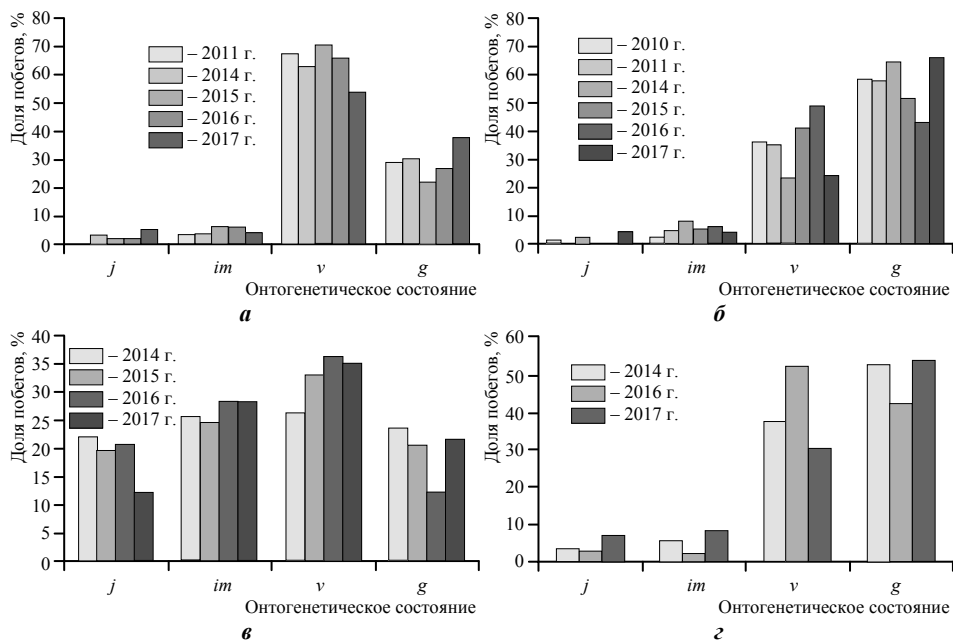 Доля побегов, %
80
70
60
50
40
30
20
10
0
– 2011 г.
– 2014 г.
– 2015 г.
– 2016 г.
– 2017 г.
j im v g
Онтогенетическое состояние
а
Доля побегов, %
80
70
60
50
40
30
20
10
0
– 2010 г.
– 2011 г.
– 2014 г.
– 2015 г.
– 2016 г.
– 2017 г.
j im v g
Онтогенетическое состояние
б
Доля побегов, %
40
35
30
25
20
15
10
5
0
– 2014 г.
– 2015 г.
– 2016 г.
– 2017 г.
j im v g
Онтогенетическое состояние
в
Доля побегов, %
60
50
40
30
20
10
0
– 2014 г.
– 2016 г.
– 2017 г.
j im v g
Онтогенетическое состояние
г